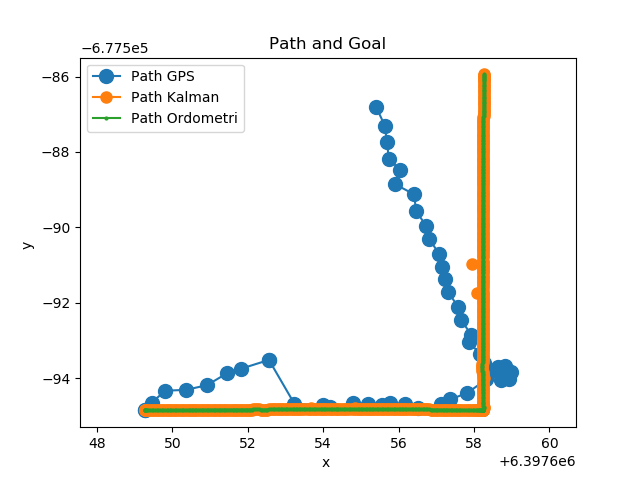 Path and Goal
−6.775e5
Path GPS
Path Kalman
Path Ordometri
−86
−88
−90
−92
−94
y
48 50 52 54 56 58 60
x
+6.3976e6